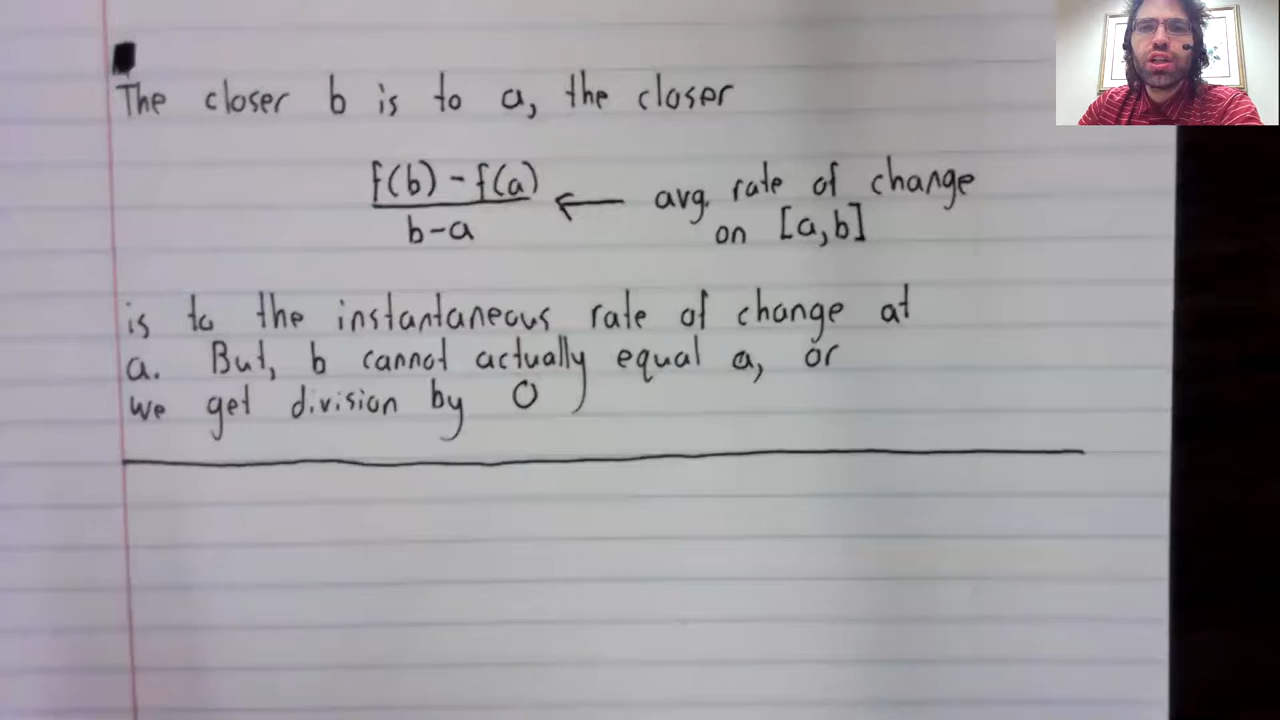 The closer b is to a, the closer
f(b) - f(a)
b-a
← avg. rate of change
on [a,b]
is to the instantaneous rate of change at
a. But, b cannot actually equal a, or
we get division by 0